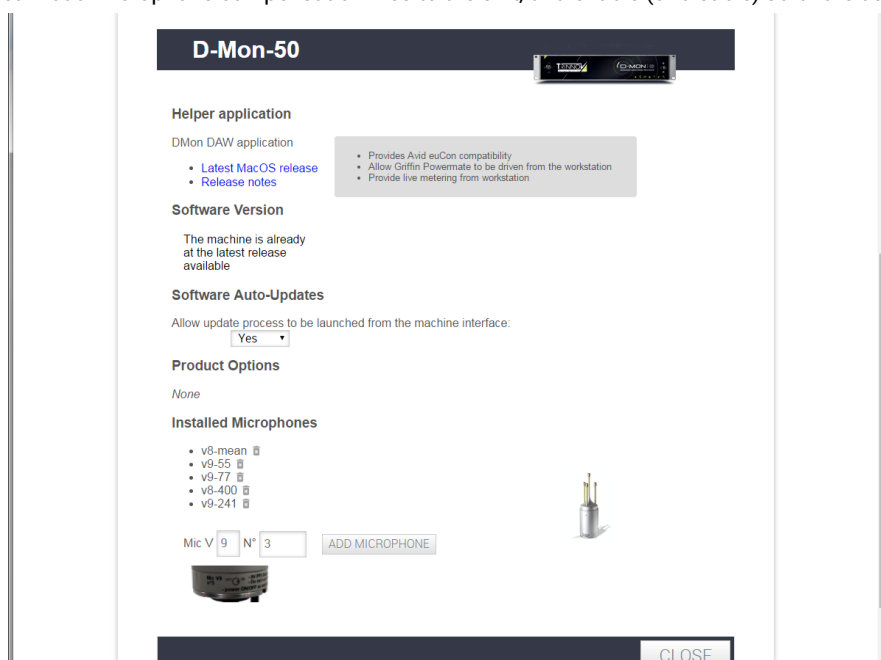 D-Mon-50
TRINNOV
D-MON
Helper application
DMon DAW application
Latest MacOS release
Release notes
Provides Avid euCon compatibility
Allow Griffin Powermate to be driven from the workstation
Provide live metering from workstation
Software Version
The machine is already
at the latest release
available
Software Auto-Updates
Allow update process to be launched from the machine interface:
Yes
Product Options
None
Installed Microphones
v8-mean
v9-55
v9-77
v8-400
v9-241
Mic V 9 N° 3 ADD MICROPHONE
CLOSE